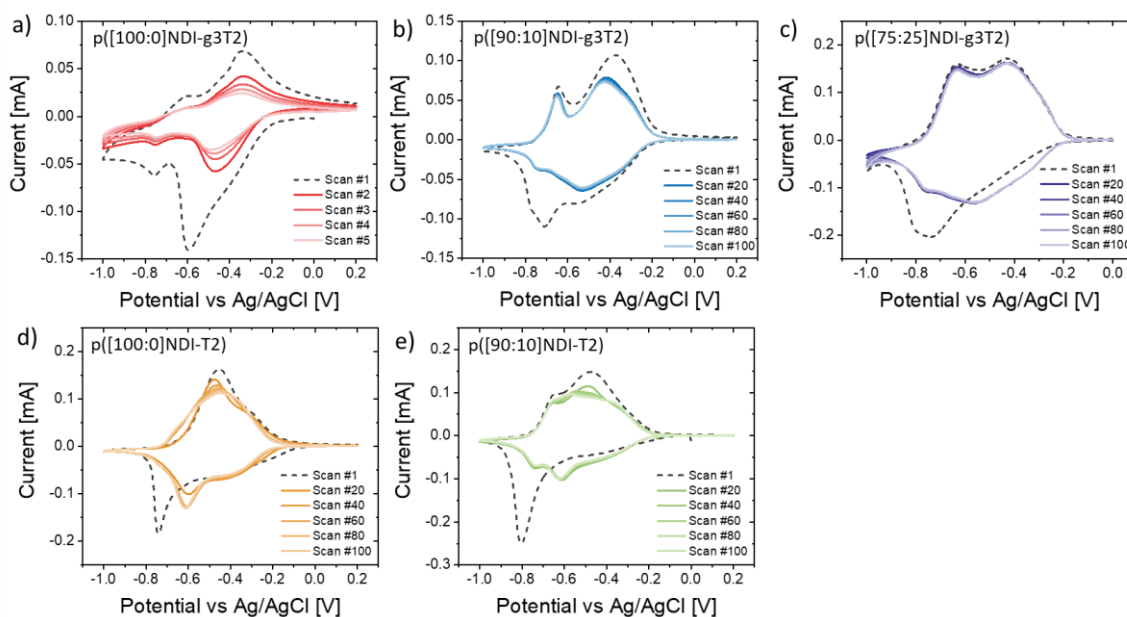 a)
p([100:0]NDI-g3T2)
0.10
0.05
0.00
-0.05
-0.10
-0.15
Current [mA]
Scan #1
Scan #2
Scan #3
Scan #4
Scan #5
-1.0 -0.8 -0.6 -0.4 -0.2 0.0 0.2
Potential vs Ag/AgCl [V]
b)
p([90:10]NDI-g3T2)
0.15
0.10
0.05
0.00
-0.05
-0.10
-0.15
Current [mA]
Scan #1
Scan #20
Scan #40
Scan #60
Scan #80
Scan #100
-1.0 -0.8 -0.6 -0.4 -0.2 0.0 0.2
Potential vs Ag/AgCl [V]
c)
p([75:25]NDI-g3T2)
0.2
0.1
0.0
-0.1
-0.2
Current [mA]
Scan #1
Scan #20
Scan #40
Scan #60
Scan #80
Scan #100
-1.0 -0.8 -0.6 -0.4 -0.2 0.0
Potential vs Ag/AgCl [V]
d)
p([100:0]NDI-T2)
0.2
0.1
0.0
-0.1
-0.2
Current [mA]
Scan #1
Scan #20
Scan #40
Scan #60
Scan #80
Scan #100
-1.0 -0.8 -0.6 -0.4 -0.2 0.0 0.2
Potential vs Ag/AgCl [V]
e)
p([90:10]NDI-T2)
0.2
0.1
0.0
-0.1
-0.2
-0.3
Current [mA]
Scan #1
Scan #20
Scan #40
Scan #60
Scan #80
Scan #100
-1.0 -0.8 -0.6 -0.4 -0.2 0.0 0.2
Potential vs Ag/AgCl [V]